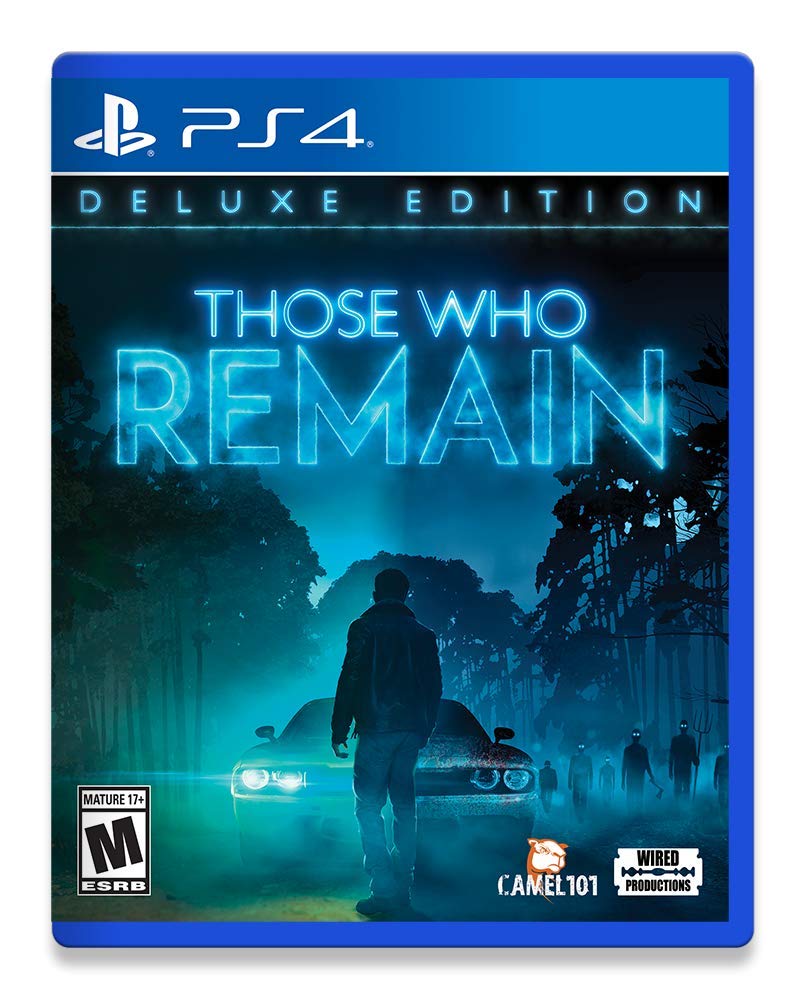 PS4
DELUXE EDITION
THOSE WHO
REMAIN
MATURE 17+
M
ESRB
CAMEL101
WIRED
PRODUCTIONS